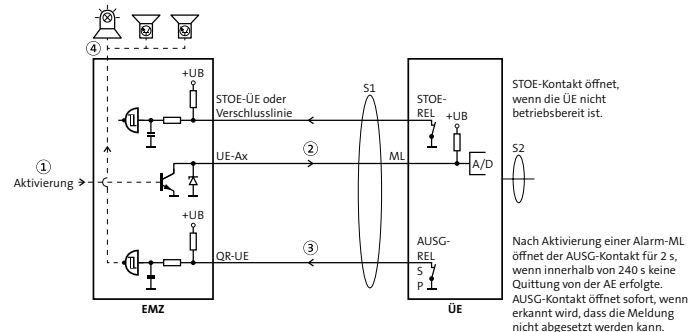 ④
+UB
STOE-ÜE oder
Verschlusslinie
S1
STOE-
REL
+UB
STOE-Kontakt öffnet,
wenn die ÜE nicht
betriebsbereit ist.
①
Aktivierung
UE-Ax
②
ML
A/D
S2
+UB
QR-UE
③
AUSG-
REL
S
P
Nach Aktivierung einer Alarm-ML
öffnet der AUSG-Kontakt für 2 s,
wenn innerhalb von 240 s keine
Quittung von der AE erfolgte.
AUSG-Kontakt öffnet sofort, wenn
erkannt wird, dass die Meldung
nicht abgesetzt werden kann.
EMZ
ÜE